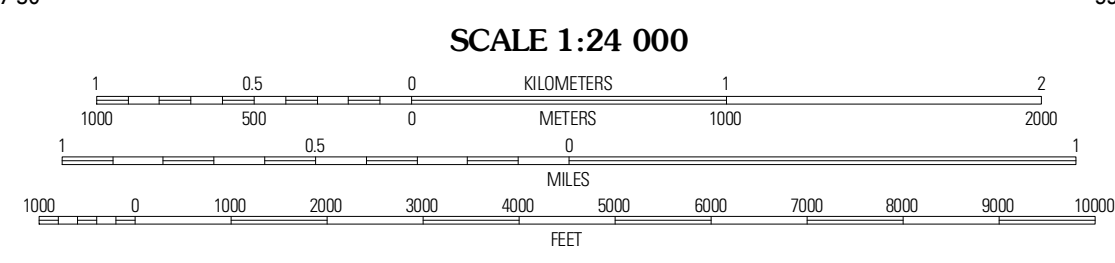 SCALE 1:24 000
1 0.5 0 KILOMETERS 1 2
1000 500 0 METERS 1000 2000
1 0.5 0 1
MILES
1000 0 1000 2000 3000 4000 5000 6000 7000 8000 9000 10000
FEET